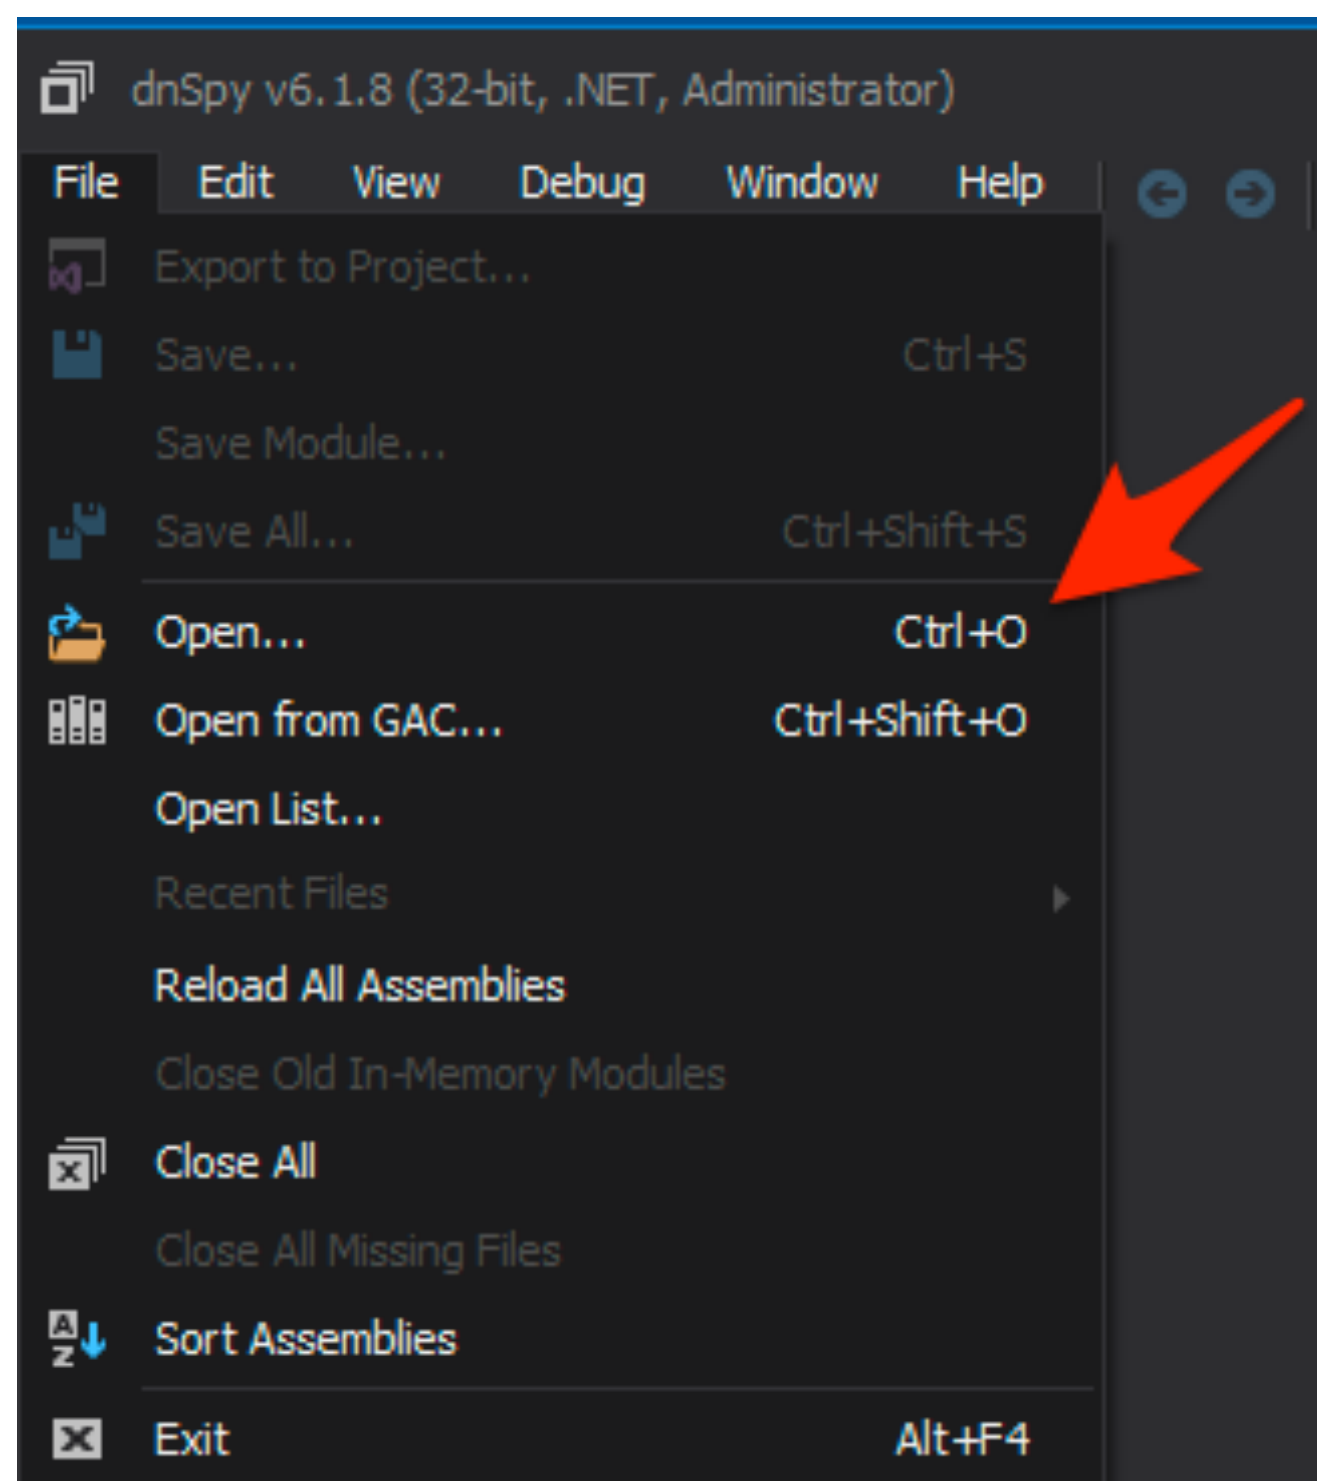 dnSpy v6.1.8 (32-bit, .NET, Administrator)
File Edit View Debug Window Help
Export to Project...
Save... Ctrl+S
Save Module...
Save All... Ctrl+Shift+S
Open... Ctrl+O
Open from GAC... Ctrl+Shift+O
Open List...
Recent Files
Reload All Assemblies
Close Old In-Memory Modules
Close All
Close All Missing Files
Sort Assemblies
Exit Alt+F4